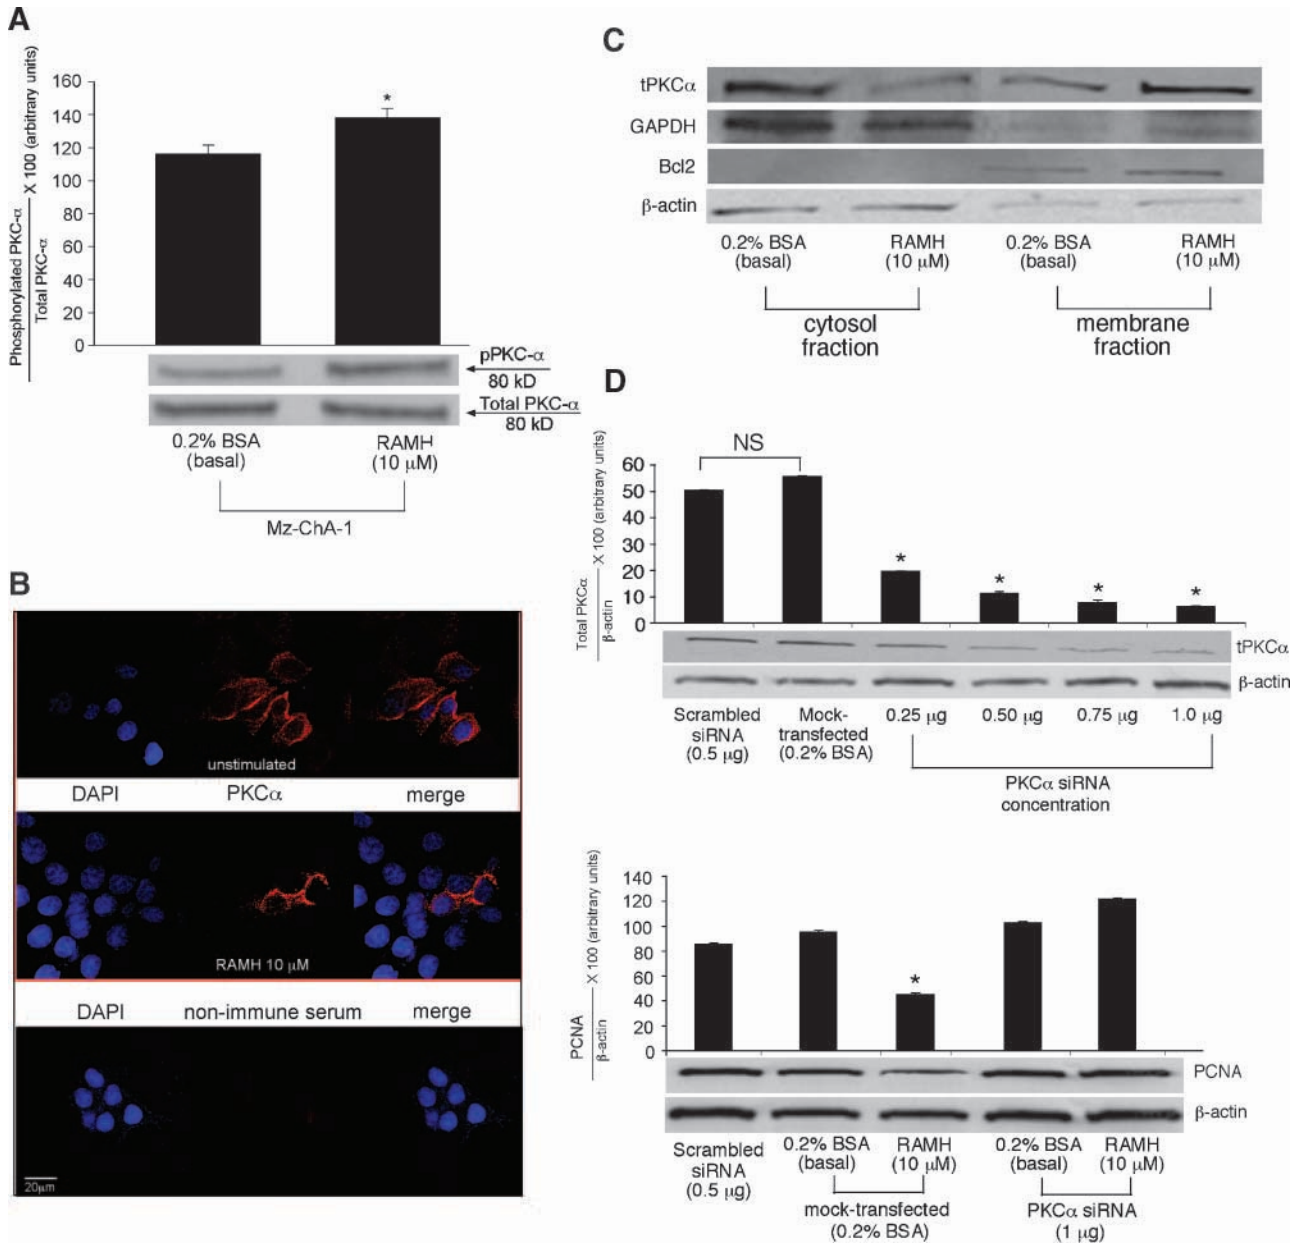 A
Phosphorylated PKC-α
Total PKC-α
X 100 (arbitrary units)
160
140
120
100
80
60
40
20
0
*
pPKC-α
80 kD
Total PKC-α
80 kD
0.2% BSA
(basal)
RAMH
(10 μM)
Mz-ChA-1
B
unstimulated
DAPI PKCα merge
RAMH 10 μM
DAPI non-immune serum merge
20μm
C
tPKCα
GAPDH
Bcl2
β-actin
0.2% BSA
(basal)
RAMH
(10 μM)
0.2% BSA
(basal)
RAMH
(10 μM)
cytosol
fraction
membrane
fraction
D
Total PKCα
β-actin
X 100 (arbitrary units)
60
50
40
30
20
10
0
NS
* * * *
tPKCα
β-actin
Scrambled
siRNA
(0.5 μg)
Mock-
transfected
(0.2% BSA)
0.25 μg 0.50 μg 0.75 μg 1.0 μg
PKCα siRNA
concentration
PCNA
β-actin
X 100 (arbitrary units)
140
120
100
80
60
40
20
0
*
PCNA
β-actin
Scrambled
siRNA
(0.5 μg)
0.2% BSA
(basal)
RAMH
(10 μM)
0.2% BSA
(basal)
RAMH
(10 μM)
mock-transfected
(0.2% BSA)
PKCα siRNA
(1 μg)